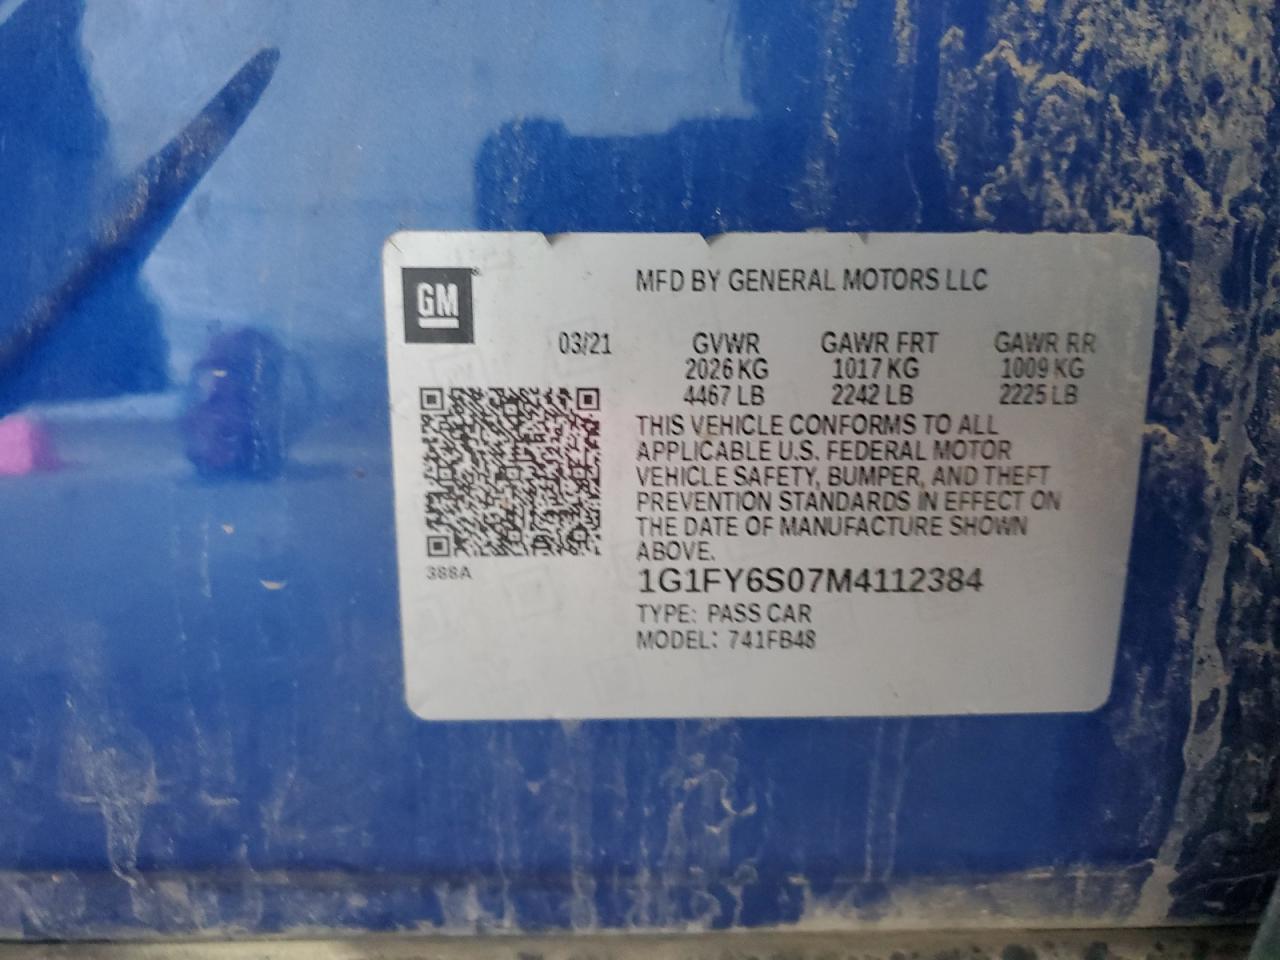 GM
MFD BY GENERAL MOTORS LLC
03/21 GVWR GAWR FRT GAWR RR
2026 KG 1017 KG 1009 KG
4467 LB 2242 LB 2225 LB
THIS VEHICLE CONFORMS TO ALL
APPLICABLE U.S. FEDERAL MOTOR
VEHICLE SAFETY, BUMPER, AND THEFT
PREVENTION STANDARDS IN EFFECT ON
THE DATE OF MANUFACTURE SHOWN
ABOVE.
388A
1G1FY6S07M4112384
TYPE: PASS CAR
MODEL: 741FB48